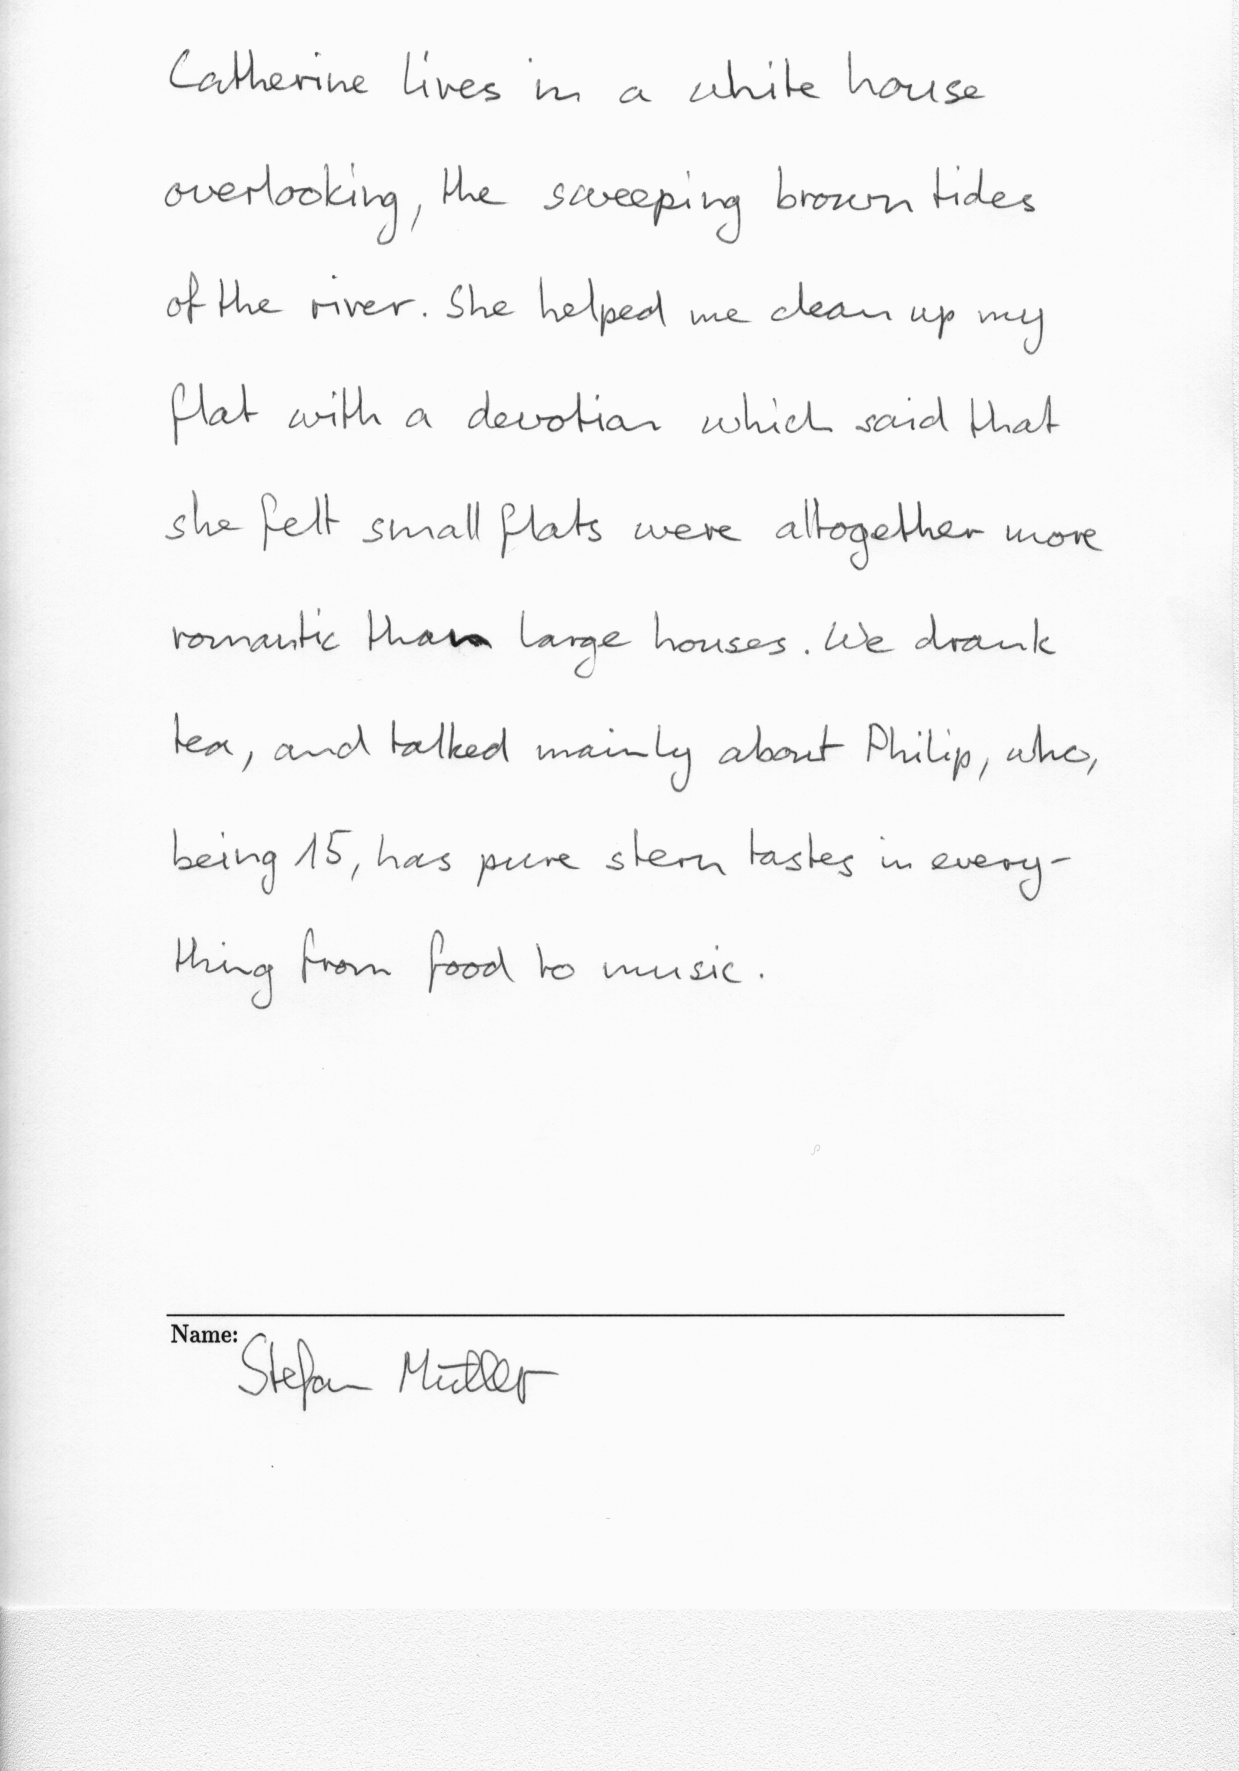 Catherine lives in a white house
overlooking, the sweeping brown tides
of the river. She helped me clean up my
flat with a devotion which said that
she felt small flats were altogether more
romantic than large houses. We drank
tea, and talked mainly about Philip, who,
being 15, has pure stern tastes in every-
thing from food to music.
Name:
Stefan Müller